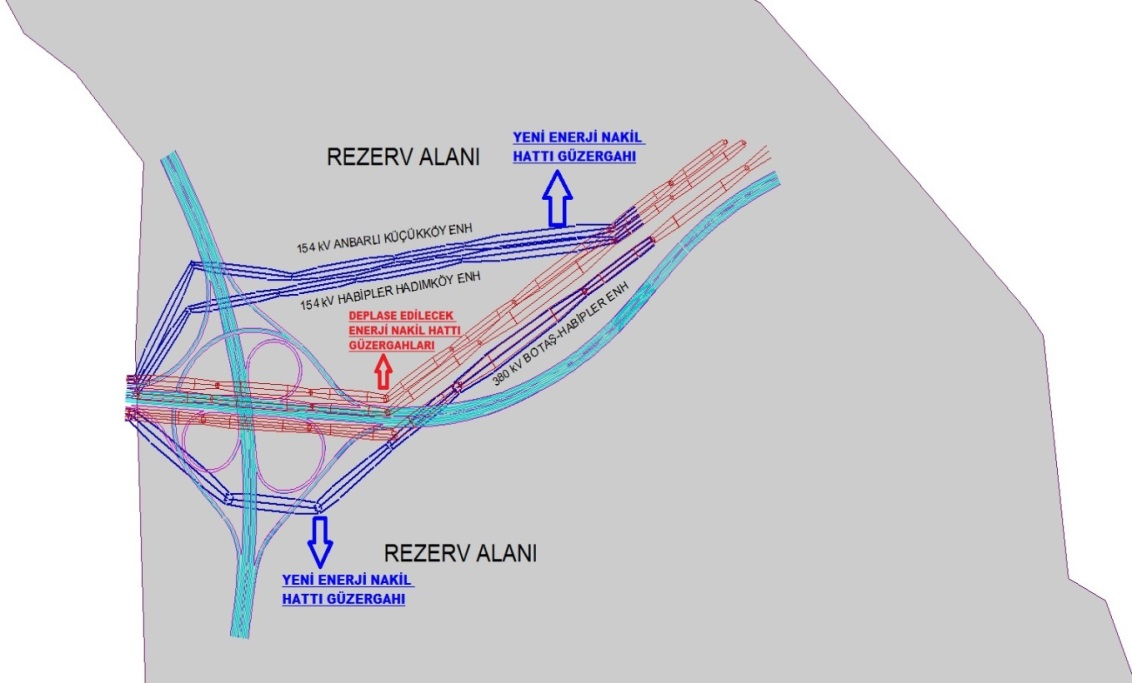 YENİ ENERJİ NAKİL
HATTI GÜZERGAHI
REZERV ALANI
154 kV ANBARLI KÜÇÜKKÖY ENH
154 kV HABİPLER HADIMKÖY ENH
DEPLASE EDİLECEK
ENERJİ NAKİL HATTI
GÜZERGAHLARI
380 kV BOTAŞ-HABİPLER ENH
REZERV ALANI
YENİ ENERJİ NAKİL
HATTI GÜZERGAHI